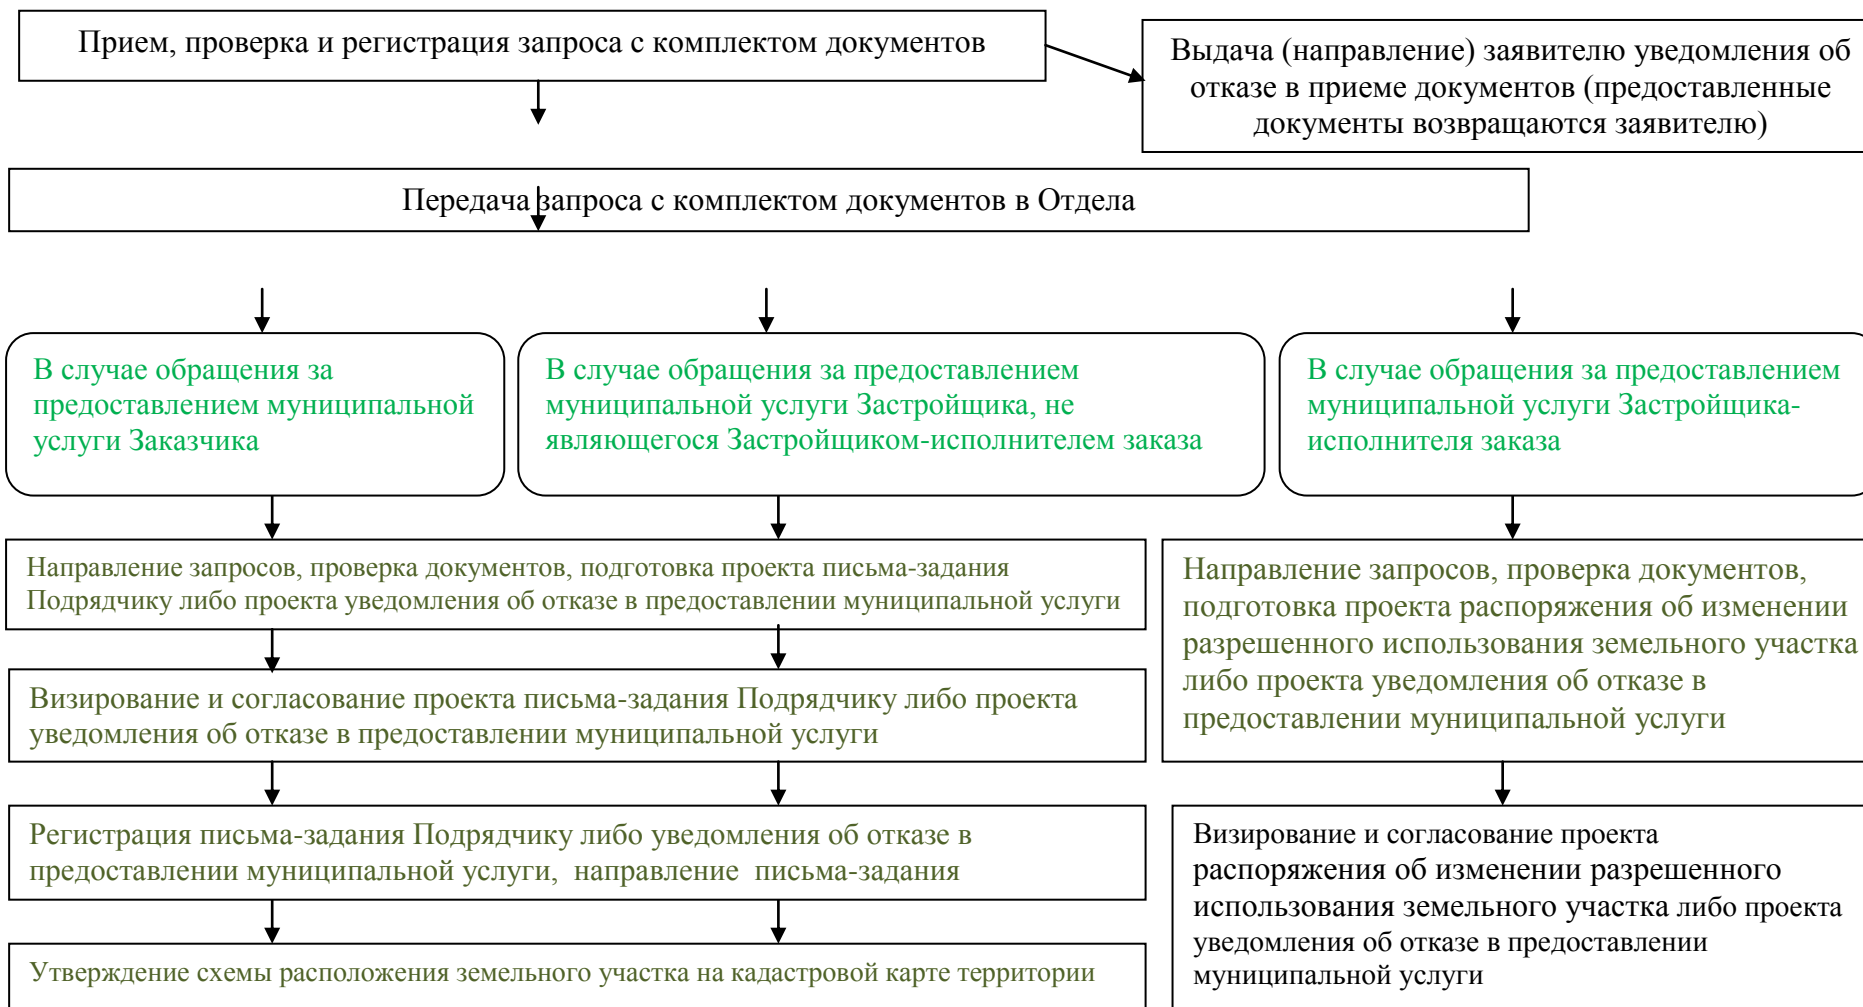 Прием, проверка и регистрация запроса с комплектом документов
Выдача (направление) заявителю уведомления об
отказе в приеме документов (предоставленные
документы возвращаются заявителю)
Передача запроса с комплектом документов в Отдела
В случае обращения за
предоставлением муниципальной
услуги Заказчика
В случае обращения за предоставлением
муниципальной услуги Застройщика, не
являющегося Застройщиком-исполнителем заказа
В случае обращения за предоставлением
муниципальной услуги Застройщика-
исполнителя заказа
Направление запросов, проверка документов, подготовка проекта письма-задания
Подрядчику либо проекта уведомления об отказе в предоставлении муниципальной услуги
Направление запросов, проверка документов,
подготовка проекта распоряжения об изменении
разрешенного использования земельного участка
либо проекта уведомления об отказе в
предоставлении муниципальной услуги
Визирование и согласование проекта письма-задания Подрядчику либо проекта
уведомления об отказе в предоставлении муниципальной услуги
Регистрация письма-задания Подрядчику либо уведомления об отказе в
предоставлении муниципальной услуги, направление письма-задания
Визирование и согласование проекта
распоряжения об изменении разрешенного
использования земельного участка либо проекта
уведомления об отказе в предоставлении
муниципальной услуги
Утверждение схемы расположения земельного участка на кадастровой карте территории